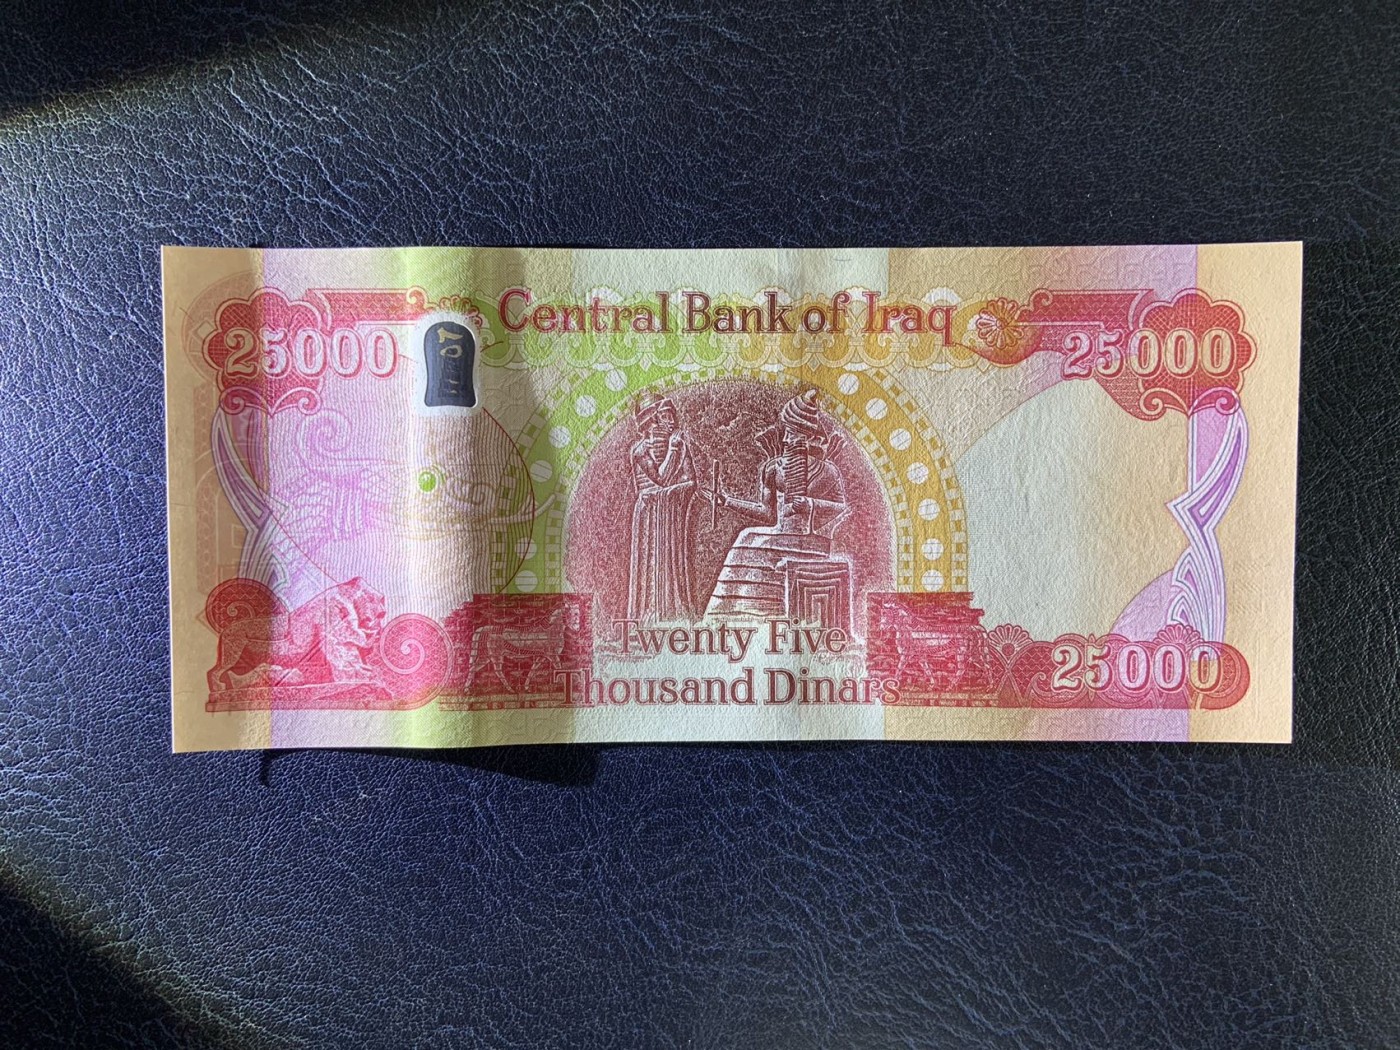 Central Bank of Iraq
25000
25000
Twenty Five
Thousand Dinars
25000